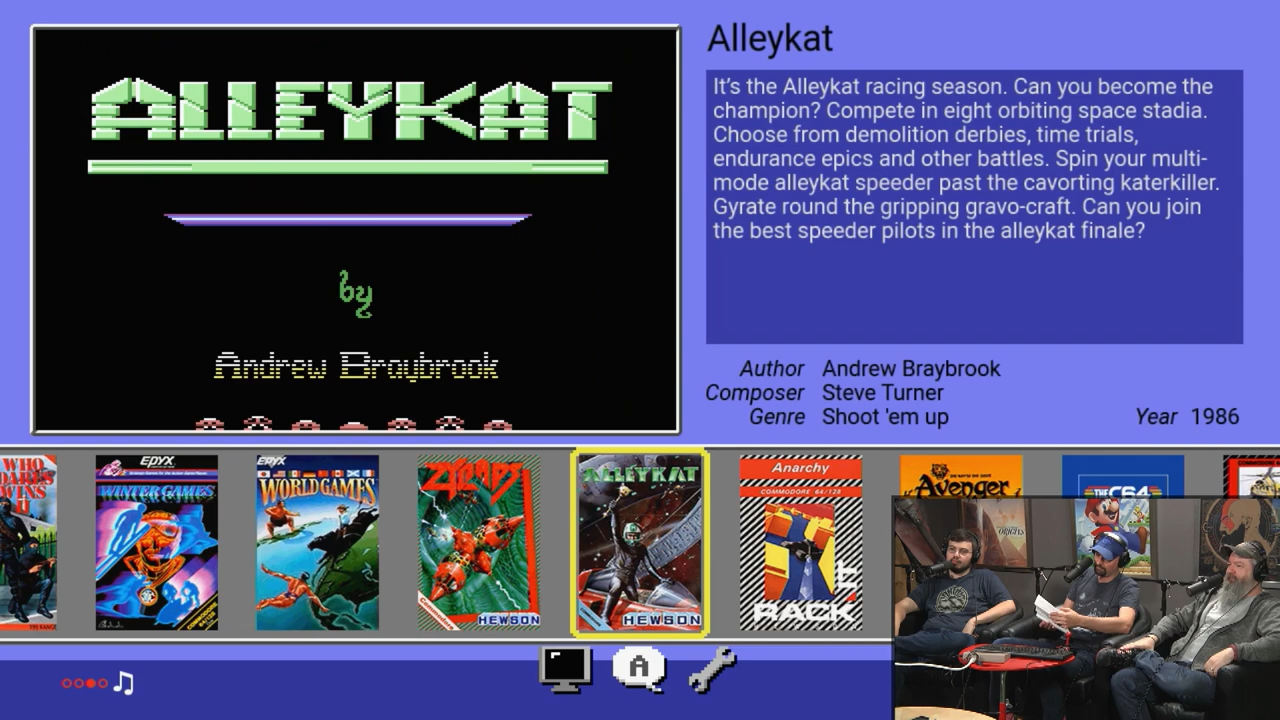 ALLEYKAT
by
Andrew Braybrook
Alleykat
It's the Alleykat racing season. Can you become the
champion? Compete in eight orbiting space stadia.
Choose from demolition derbies, time trials,
endurance epics and other battles. Spin your multi-
mode alleykat speeder past the cavorting katerkiller.
Gyrate round the gripping gravo-craft. Can you join
the best speeder pilots in the alleykat finale?
Author Andrew Braybrook
Composer Steve Turner
Genre Shoot 'em up Year 1986
WHO
DARES
WINS
II
EPYX
WINTER GAMES
EPYX
WORLD GAMES
ZYNAPS
Commodore
HEWSON
ALLEYKAT
HEWSON
Anarchy
COMMODORE 64/128
RACK
IT
Avenger
THE C64
A
ORIGINS